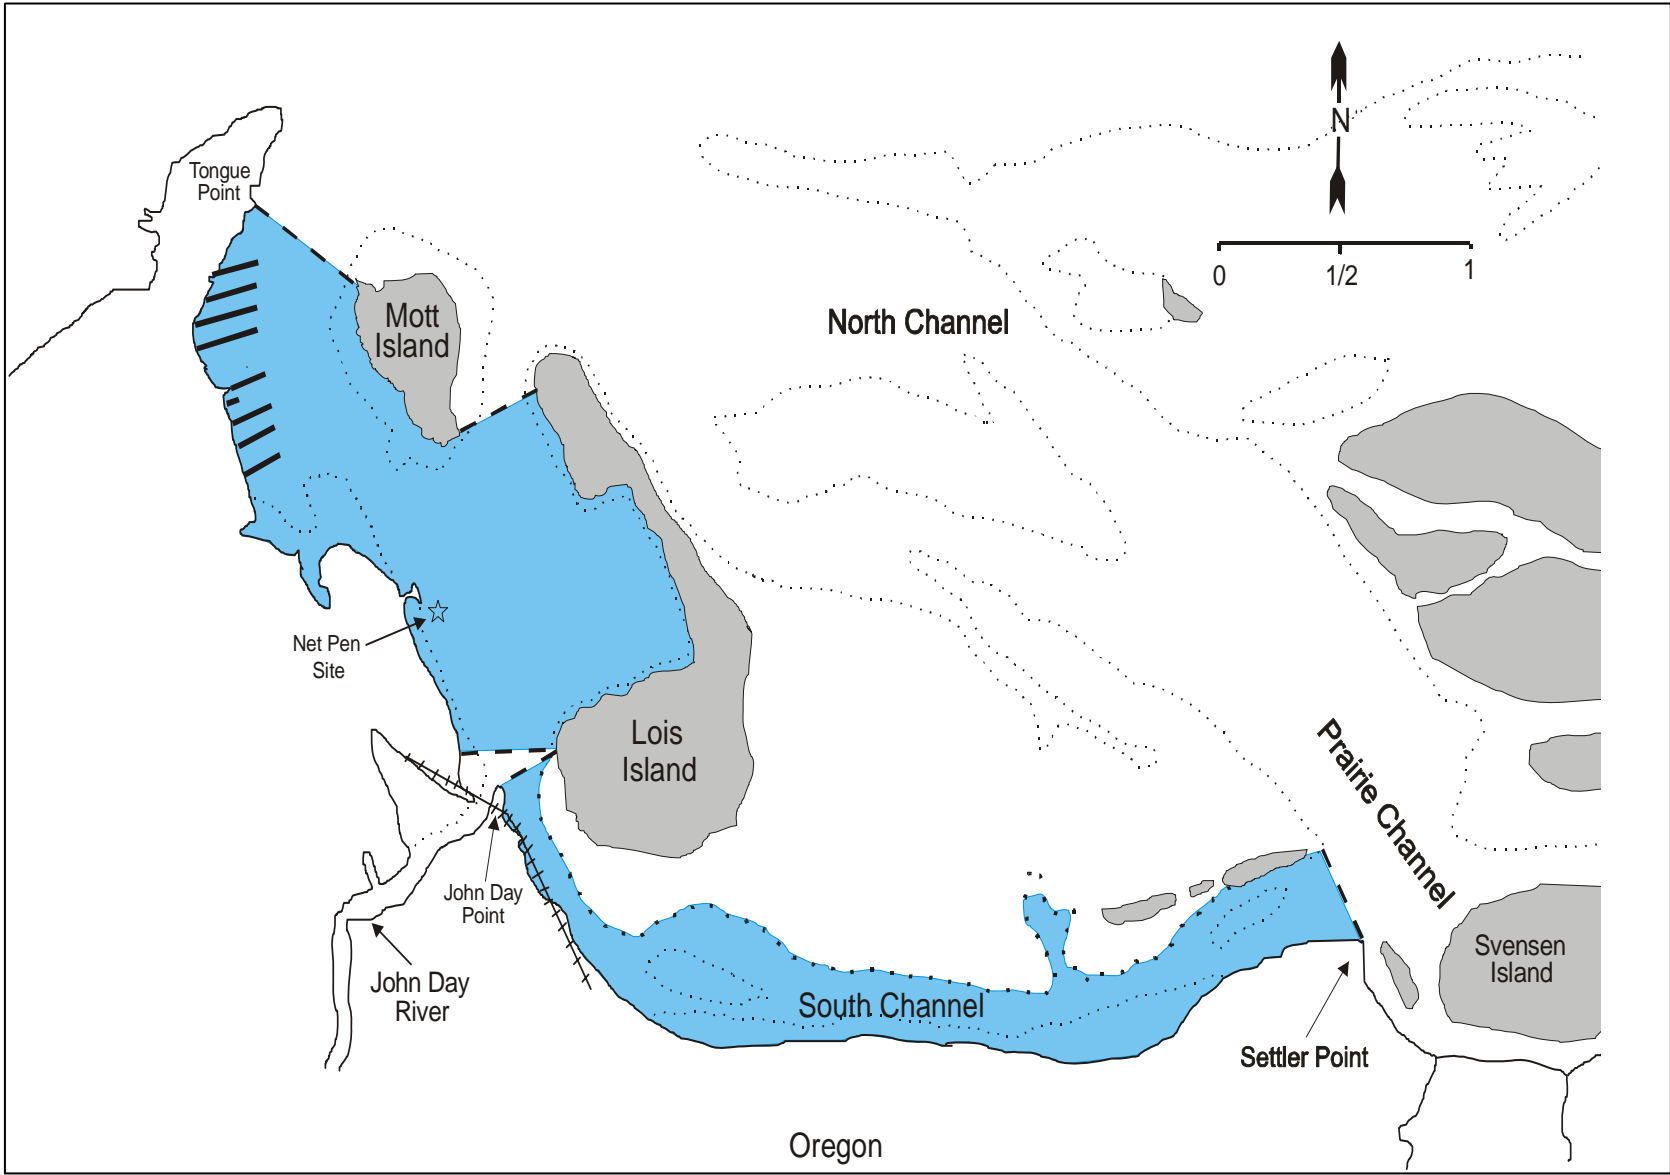 N
Tongue
Point
0
1/2
1
Mott
Island
North Channel
Net Pen
Site
Lois
Island
Prairie Channel
John Day
Point
John Day
River
South Channel
Svensen
Island
Settler Point
Oregon